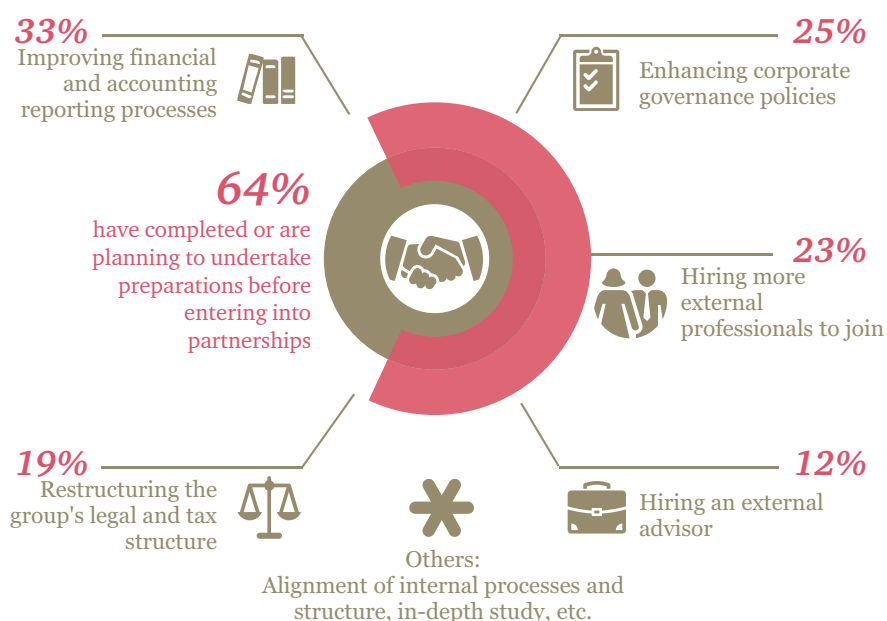 33%
Improving financial
and accounting
reporting processes
25%
Enhancing corporate
governance policies
64%
have completed or are
planning to undertake
preparations before
entering into
partnerships
23%
Hiring more
external
professionals to join
19%
Restructuring the
group's legal and tax
structure
12%
Hiring an external
advisor
Others:
Alignment of internal processes and
structure, in-depth study, etc.